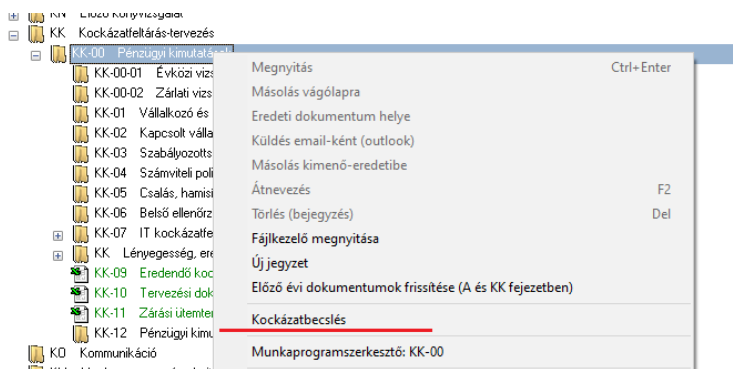 KN Előző könyvvizsgálat
KK Kockázatfeltárás-tervezés
KK-00 Pénzügyi kimutatások
KK-00-01 Évközi vizs
KK-00-02 Zárlati vizs
KK-01 Vállalkozó és
KK-02 Kapcsolt válla
KK-03 Szabályozotts
KK-04 Számviteli poli
KK-05 Csalás, hamisi
KK-06 Belső ellenőrz
KK-07 IT kockázatfe
KK Lényegesség, ere
KK-09 Eredendő koc
KK-10 Tervezési dok
KK-11 Zárási ütemter
KK-12 Pénzügyi kimu
KO Kommunikáció
Megnyitás Ctrl+Enter
Másolás vágólapra
Eredeti dokumentum helye
Küldés email-ként (outlook)
Másolás kimenő-eredetibe
Átnevezés F2
Törlés (bejegyzés) Del
Fájlkezelő megnyitása
Új jegyzet
Előző évi dokumentumok frissítése (A és KK fejezetben)
Kockázatbecslés
Munkaprogramszerkesztő: KK-00